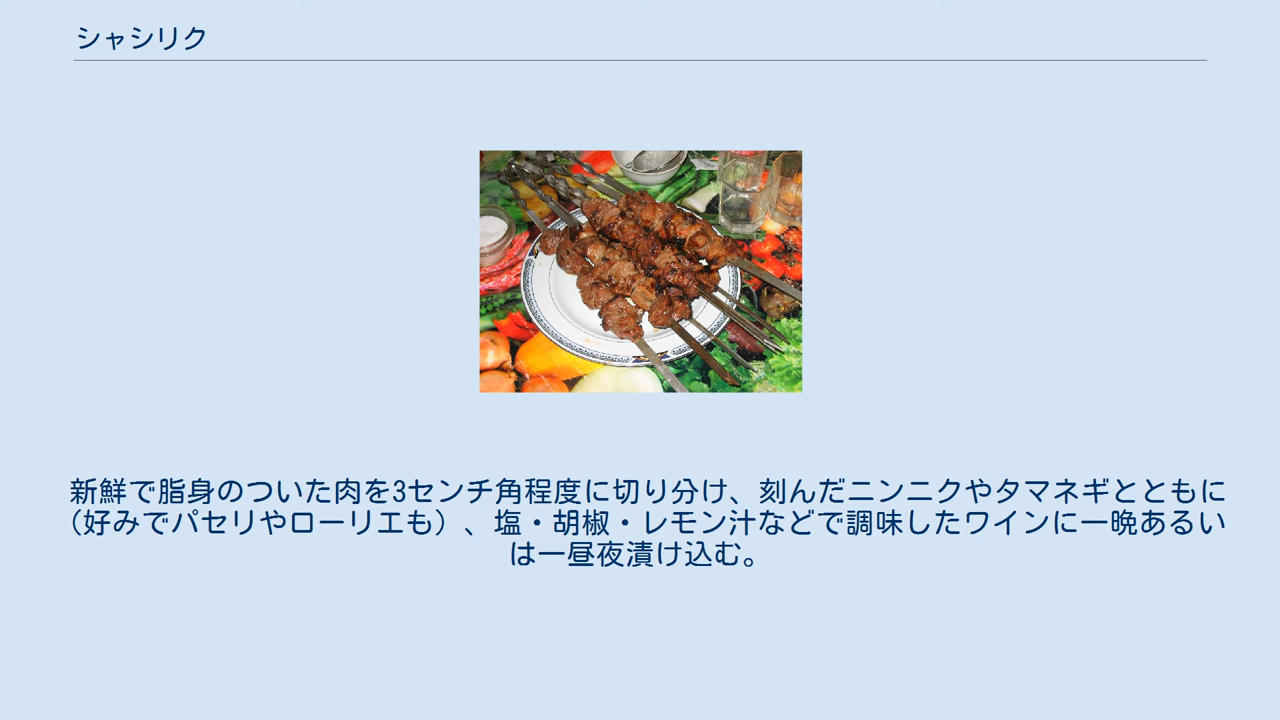 シャシリク
新鮮で脂身のついた肉を3センチ角程度に切り分け、刻んだニンニクやタマネギとともに
(好みでパセリやローリエも）、塩・胡椒・レモン汁などで調味したワインに一晩あるい
は一昼夜漬け込む。